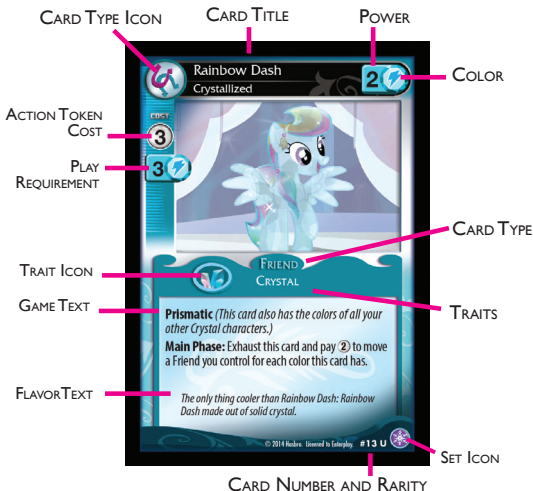 CARD TYPE ICON
CARD TITLE
POWER
Rainbow Dash
Crystallized
2
COLOR
ACTION TOKEN
COST
COST
3
3
PLAY
REQUIREMENT
CARD TYPE
FRIEND
CRYSTAL
TRAIT ICON
GAME TEXT
TRAITS
Prismatic (This card also has the colors of all your
other Crystal characters.)
Main Phase: Exhaust this card and pay 2 to move
a Friend you control for each color this card has.
FLAVOR TEXT
The only thing cooler than Rainbow Dash: Rainbow
Dash made out of solid crystal.
© 2014 Hasbro. Licensed to Enterplay. #13 U
SET ICON
CARD NUMBER AND RARITY